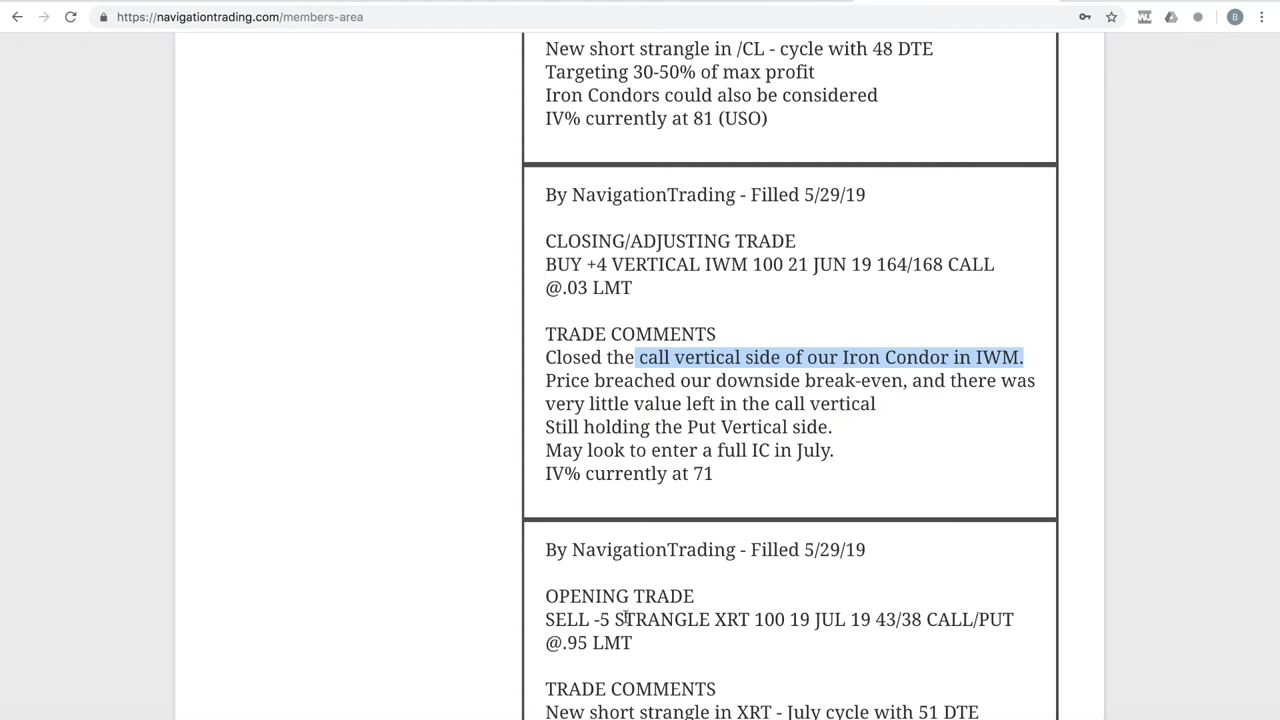 https://navigationtrading.com/members-area
B
New short strangle in /CL - cycle with 48 DTE
Targeting 30-50% of max profit
Iron Condors could also be considered
IV% currently at 81 (USO)
By NavigationTrading - Filled 5/29/19
CLOSING/ADJUSTING TRADE
BUY +4 VERTICAL IWM 100 21 JUN 19 164/168 CALL
@.03 LMT
TRADE COMMENTS
Closed the call vertical side of our Iron Condor in IWM.
Price breached our downside break-even, and there was
very little value left in the call vertical
Still holding the Put Vertical side.
May look to enter a full IC in July.
IV% currently at 71
By NavigationTrading - Filled 5/29/19
OPENING TRADE
SELL -5 STRANGLE XRT 100 19 JUL 19 43/38 CALL/PUT
@.95 LMT
TRADE COMMENTS
New short strangle in XRT - July cycle with 51 DTE